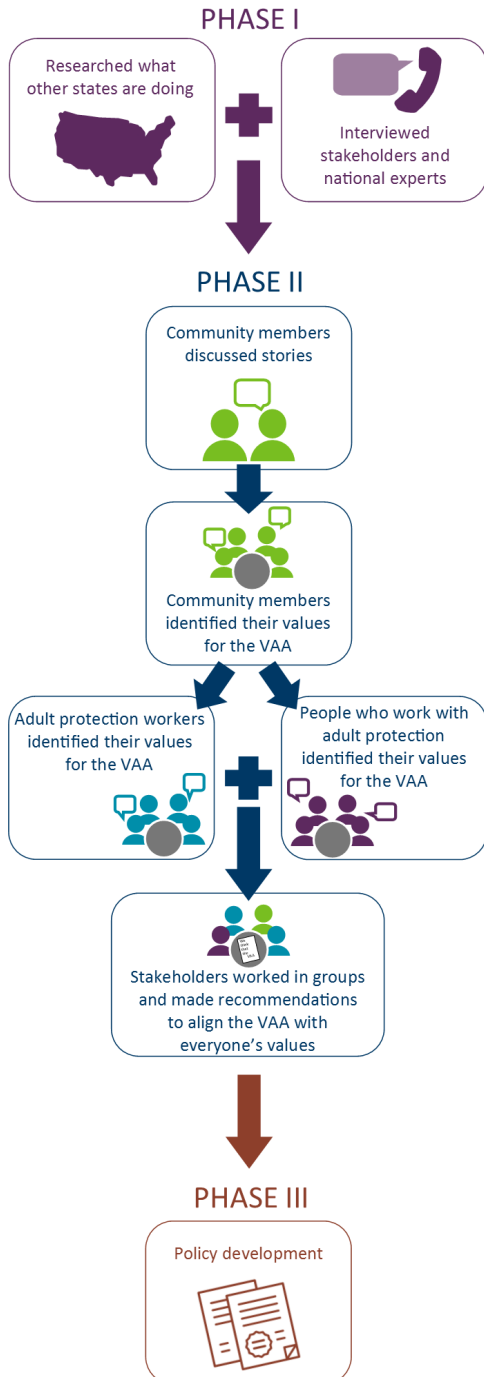 PHASE I
Researched what
other states are doing
Interviewed
stakeholders and
national experts
PHASE II
Community members
discussed stories
Community members
identified their values
for the VAA
Adult protection workers
identified their values
for the VAA
People who work with
adult protection
identified their values
for the VAA
Stakeholders worked in groups
and made recommendations
to align the VAA with
everyone’s values
PHASE III
Policy development